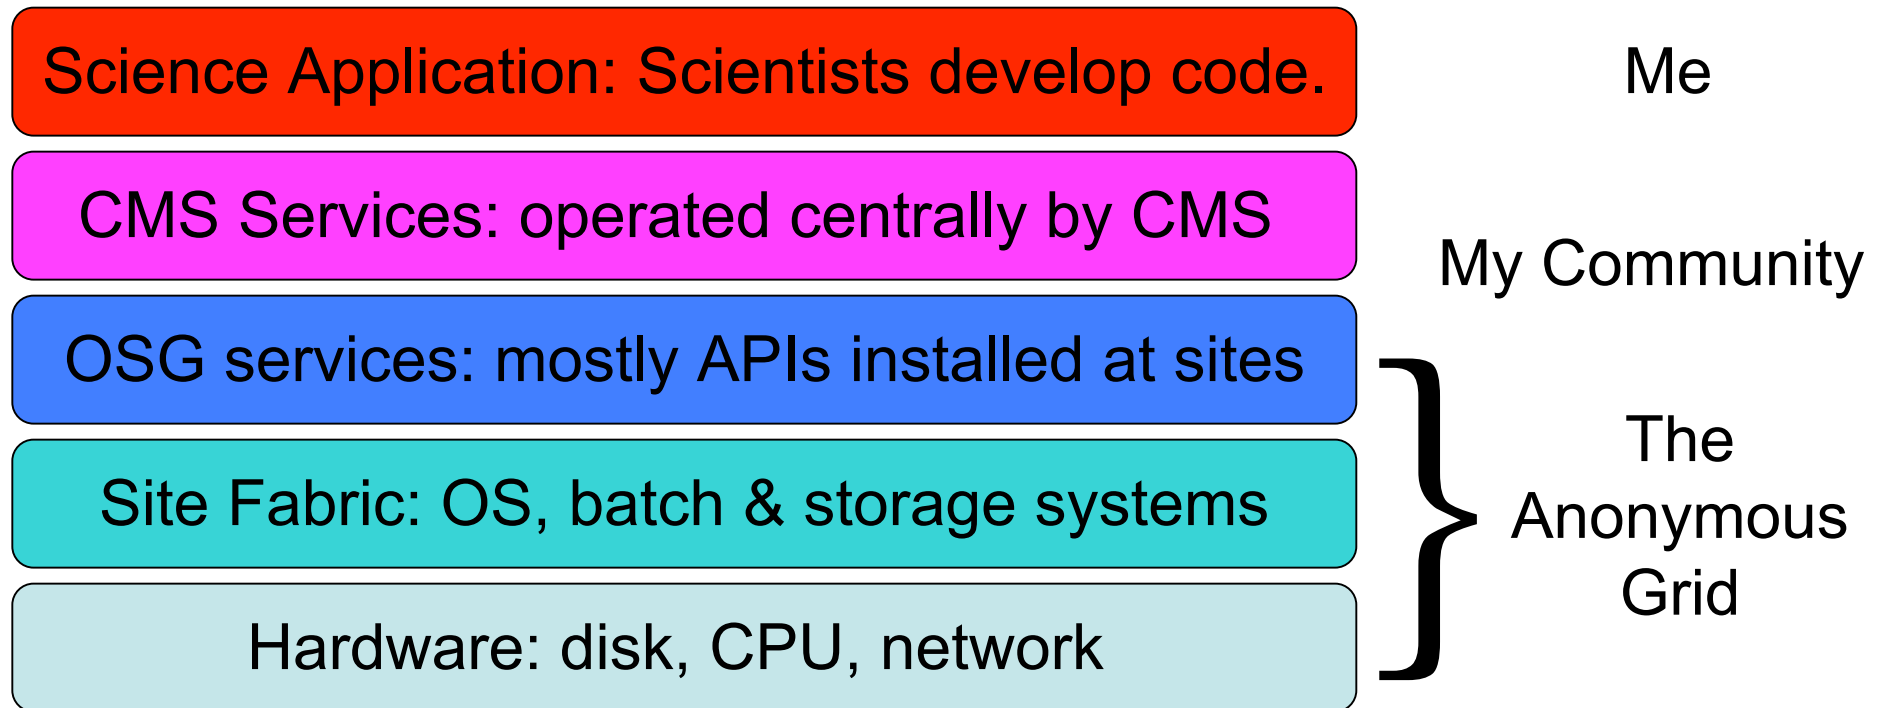 Science Application: Scientists develop code.
Me
CMS Services: operated centrally by CMS
My Community
OSG services: mostly APIs installed at sites
Site Fabric: OS, batch & storage systems
Hardware: disk, CPU, network
The
Anonymous
Grid